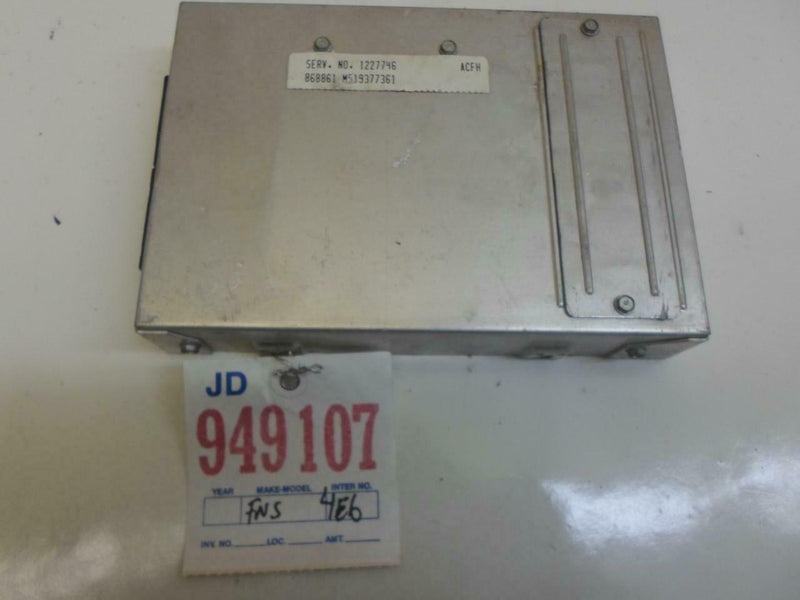 SERV. NO. 1227746 ACFH
868861 M519377361
JD
949107
YEAR MAKE-MODEL INTER NO.
FNS 4E6
INV. NO. LOC. AMT.